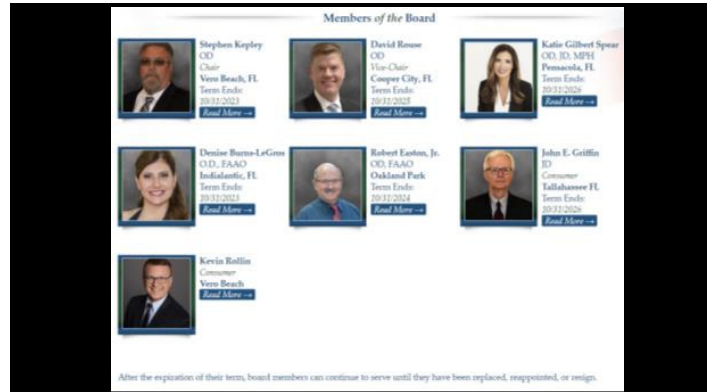 Members of the Board
Stephen Kepley
OD
Chair
Vero Beach, FL
Term Ends:
10/31/2023
Read More →
David Rouse
OD
Vice-Chair
Cooper City, FL
Term Ends:
10/31/2025
Read More →
Katie Gilbert Spear
OD, JD, MPH
Pensacola, FL
Term Ends:
10/31/2026
Read More →
Denise Burns-LeGros
O.D., FAAO
Indialantic, FL
Term Ends:
10/31/2023
Read More →
Robert Easton, Jr.
OD, FAAO
Oakland Park
Term Ends:
10/31/2024
Read More →
John E. Griffin
JD
Consumer
Tallahassee FL
Term Ends:
10/31/2026
Read More →
Kevin Rollin
Consumer
Vero Beach
Read More →
After the expiration of their term, board members can continue to serve until they have been replaced, reappointed, or resign.